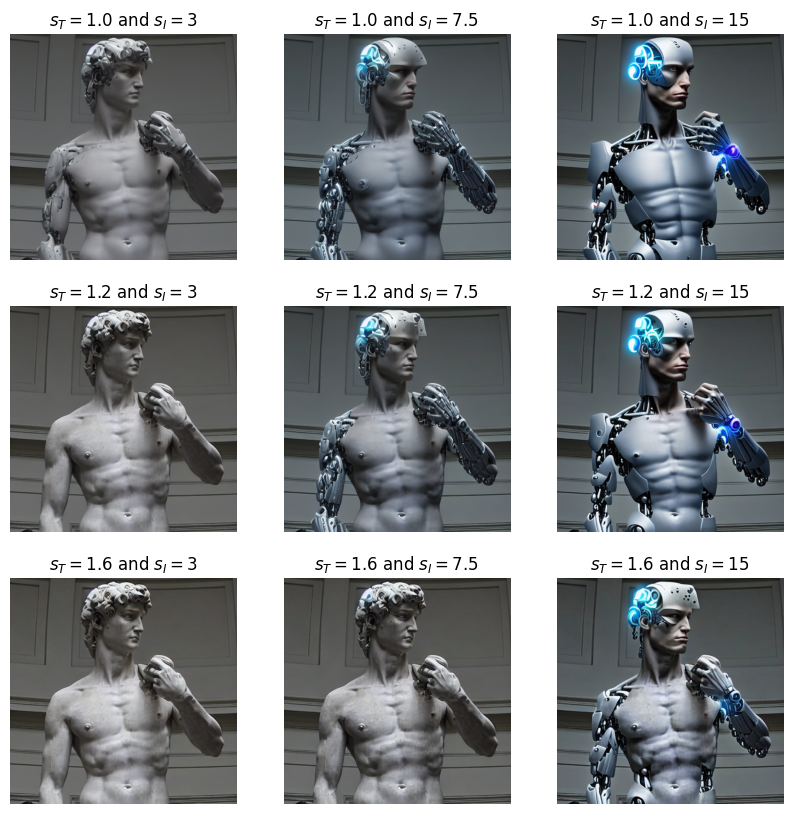 s_T = 1.0 and s_I = 3
s_T = 1.0 and s_I = 7.5
s_T = 1.0 and s_I = 15
s_T = 1.2 and s_I = 3
s_T = 1.2 and s_I = 7.5
s_T = 1.2 and s_I = 15
s_T = 1.6 and s_I = 3
s_T = 1.6 and s_I = 7.5
s_T = 1.6 and s_I = 15